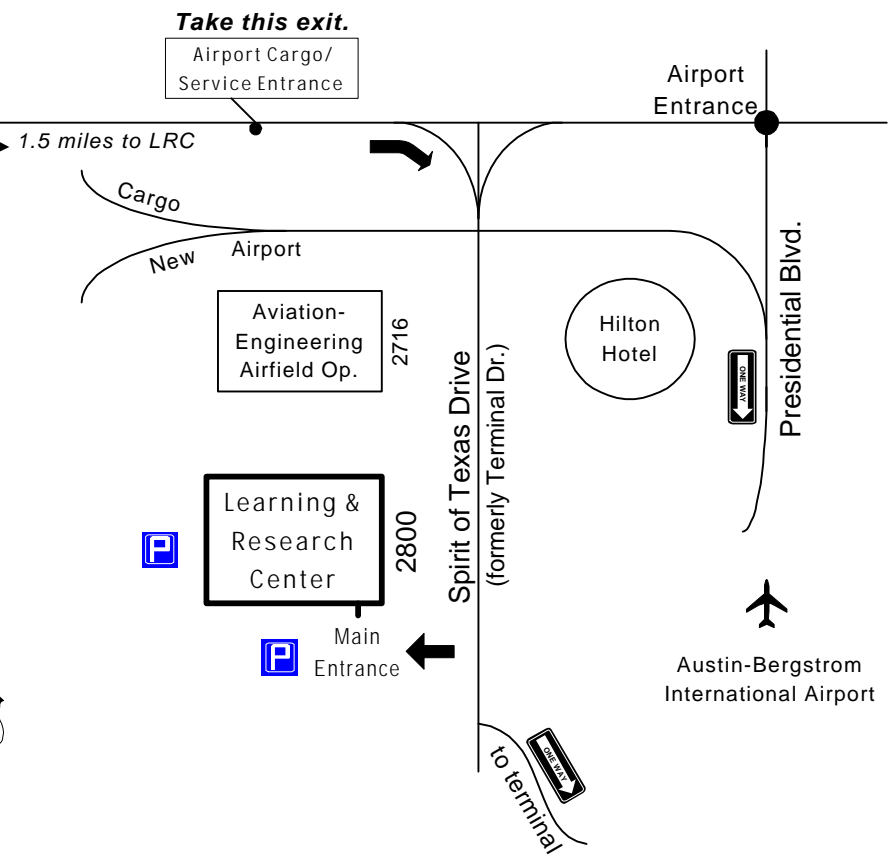 Take this exit.
Airport Cargo/
Service Entrance
Airport
Entrance
1.5 miles to LRC
Cargo
New
Airport
Aviation-
Engineering
Airfield Op.
2716
Hilton
Hotel
ONE WAY
Presidential Blvd.
Spirit of Texas Drive
(formerly Terminal Dr.)
Learning &
Research
Center
2800
P
P
Main
Entrance
Austin-Bergstrom
International Airport
ONE WAY
to terminal